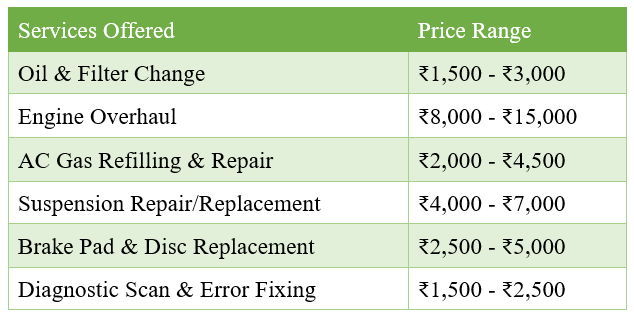 Services Offered Price Range
Oil & Filter Change ₹1,500 - ₹3,000
Engine Overhaul ₹8,000 - ₹15,000
AC Gas Refilling & Repair ₹2,000 - ₹4,500
Suspension Repair/Replacement ₹4,000 - ₹7,000
Brake Pad & Disc Replacement ₹2,500 - ₹5,000
Diagnostic Scan & Error Fixing ₹1,500 - ₹2,500